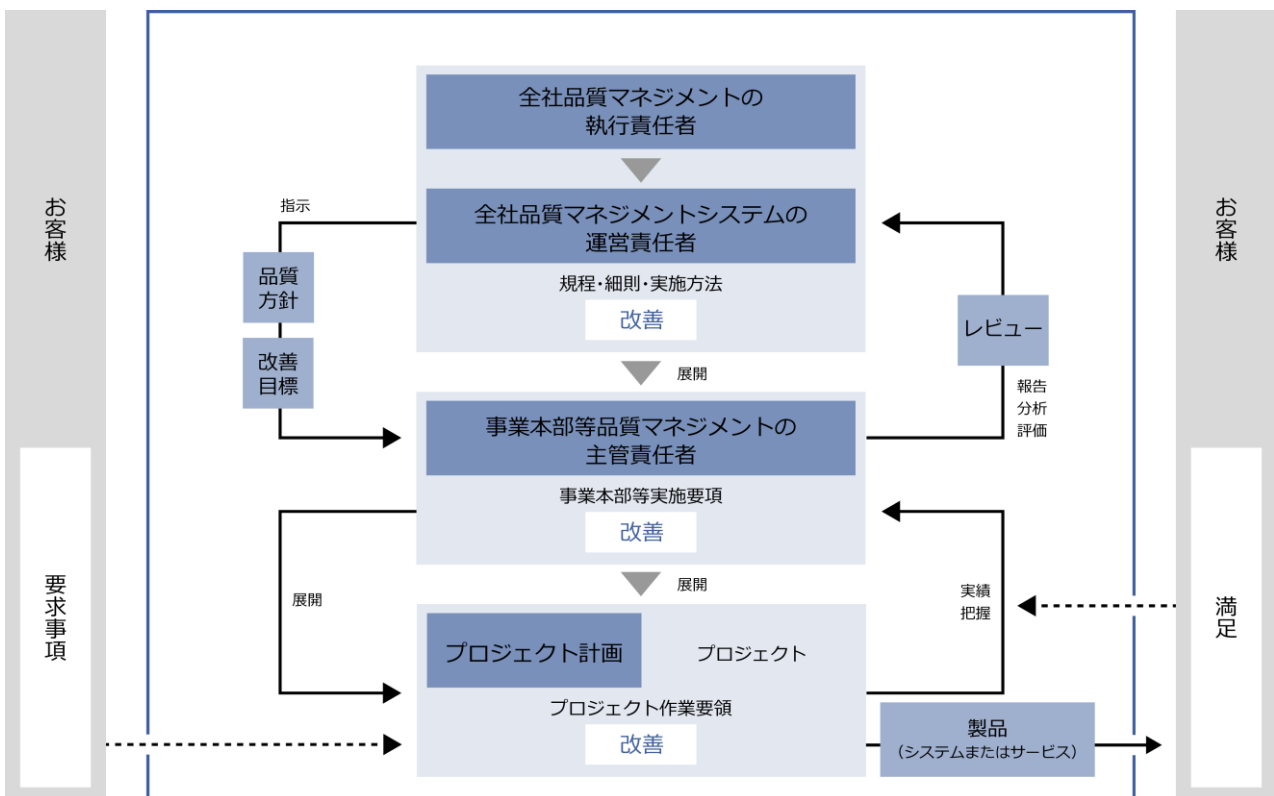 お客様
要求事項
全社品質マネジメントの
執行責任者
全社品質マネジメントシステムの
運営責任者
規程・細則・実施方法
改善
指示
品質
方針
改善
目標
展開
レビュー
報告
分析
評価
事業本部等品質マネジメントの
主管責任者
事業本部等実施要項
改善
展開
展開
実績
把握
プロジェクト計画
プロジェクト
プロジェクト作業要領
改善
製品
（システムまたはサービス）
お客様
満足